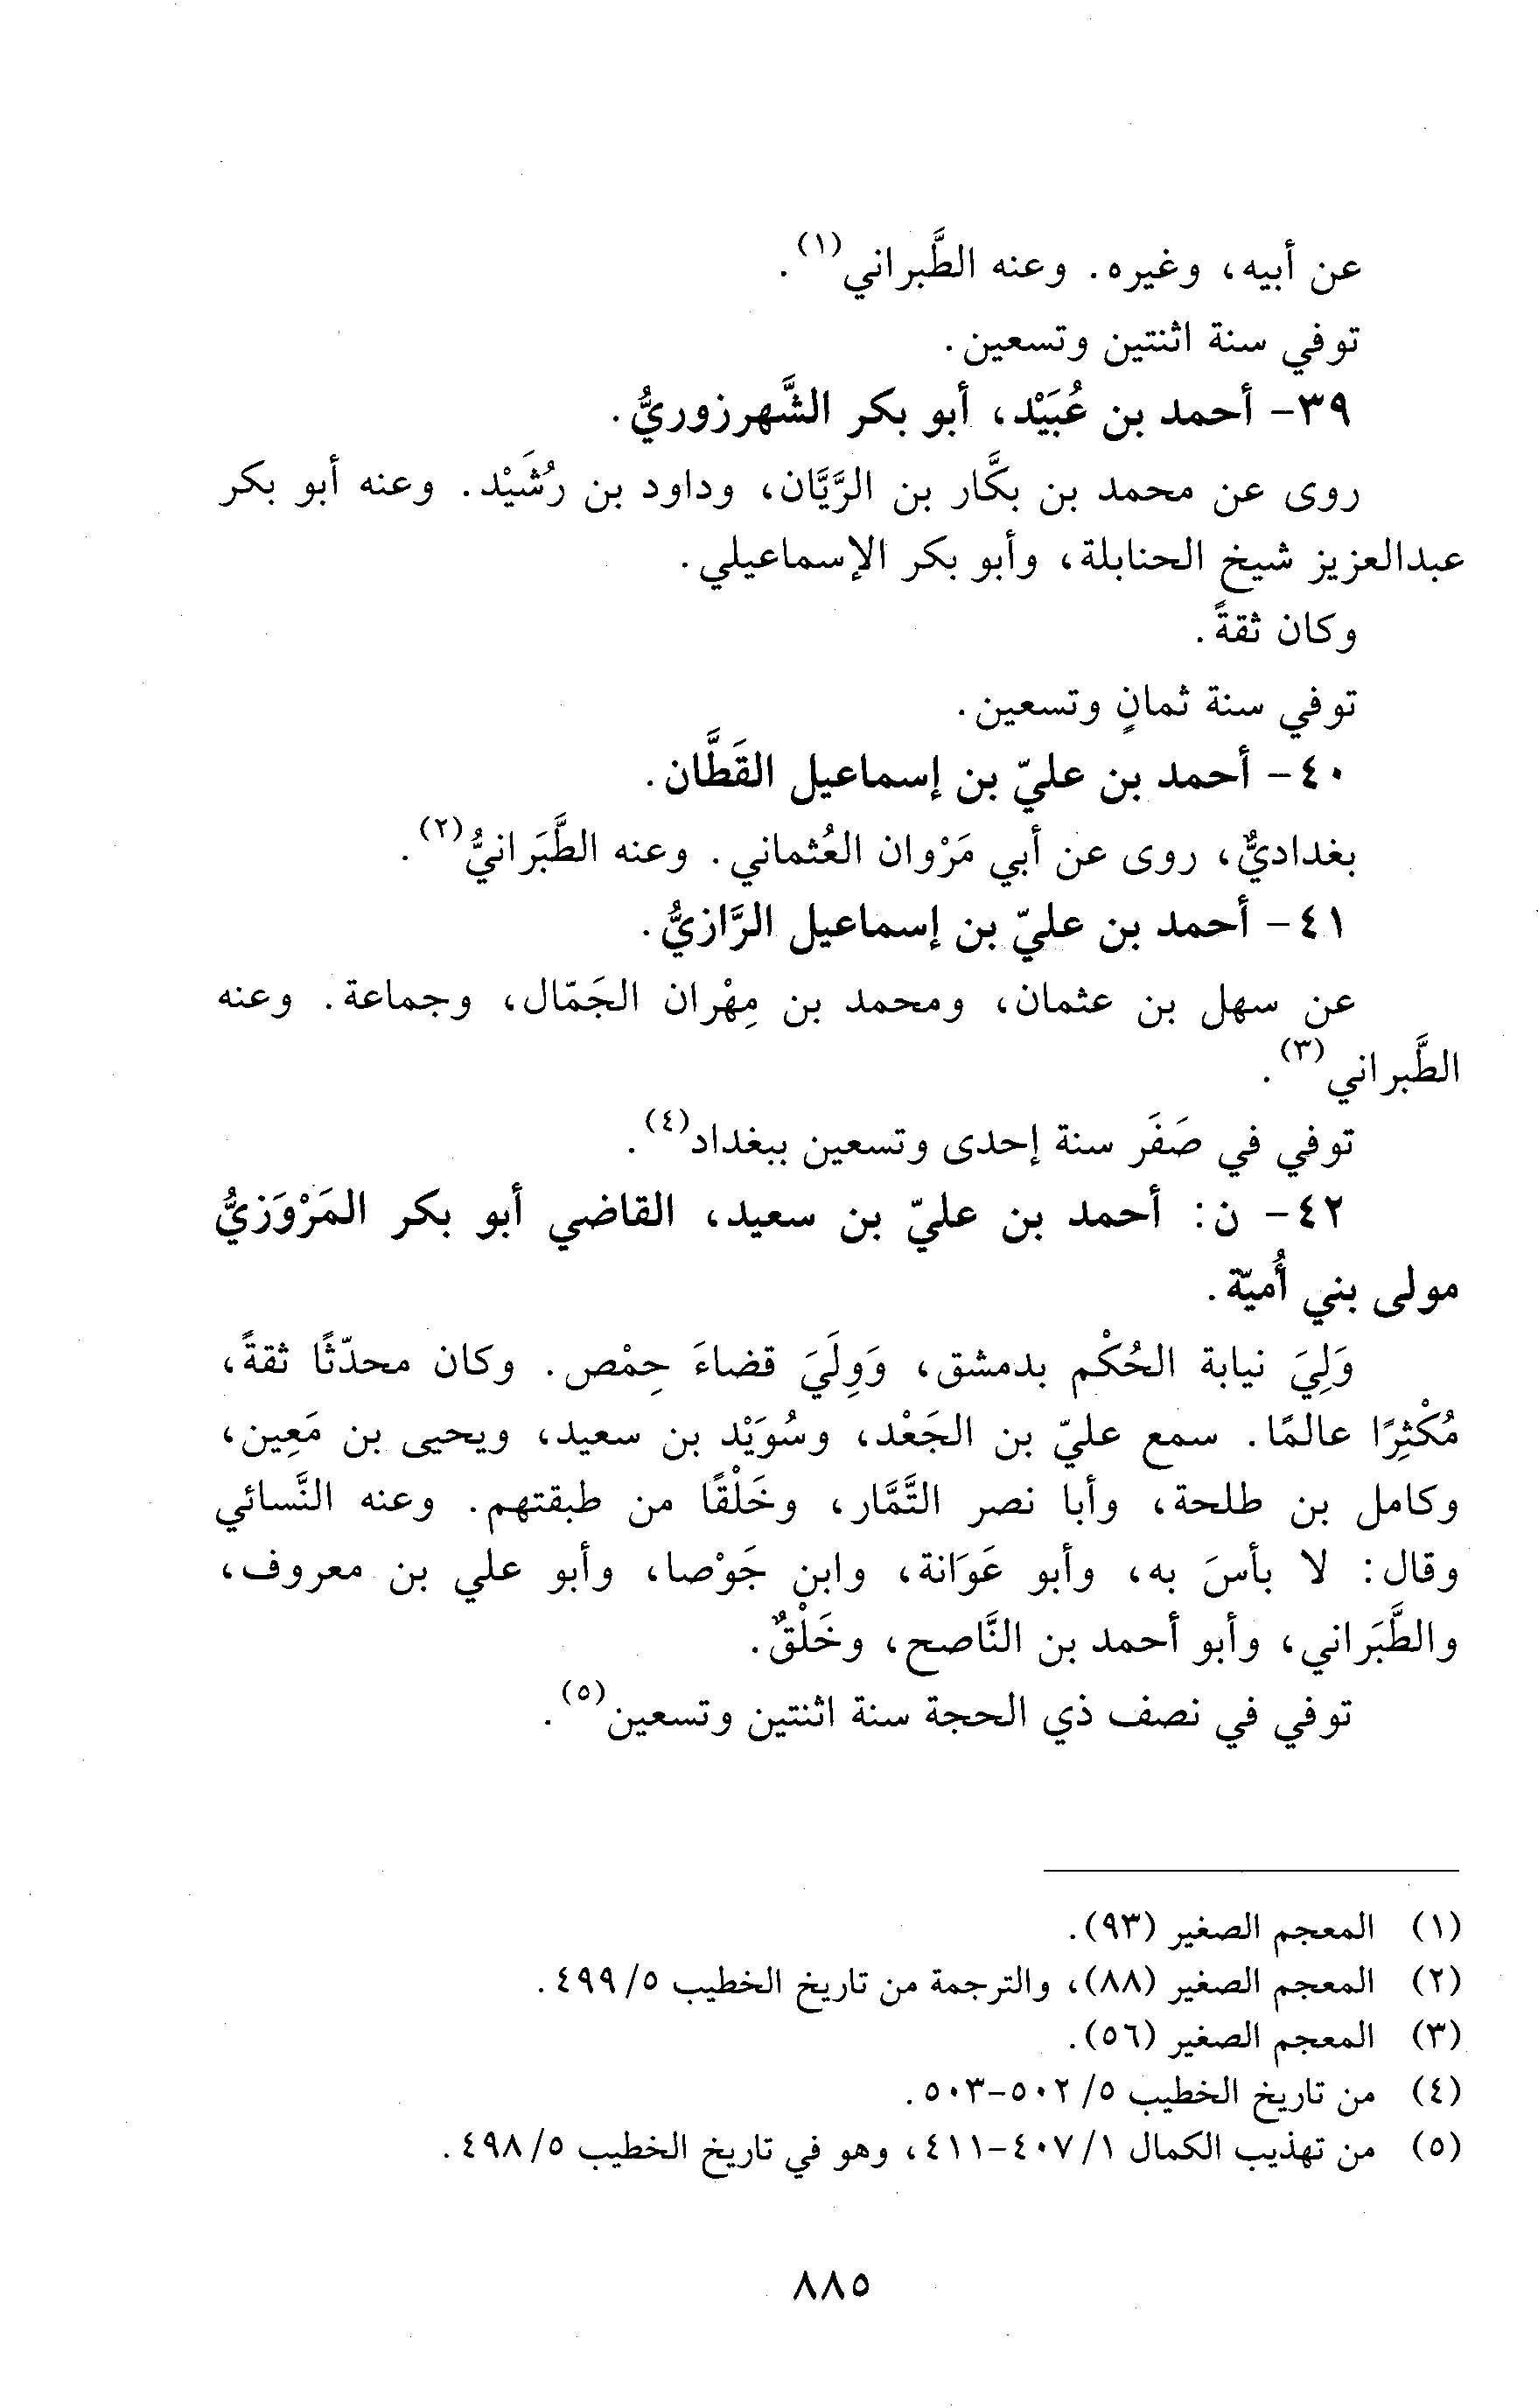 عن أبيه، وغيره. وعنه الطَّبراني(١).
توفي سنة اثنتين وتسعين.
٣٩- أحمد بن عُبَيْد، أبو بكر الشَّهرزوريُّ.
روى عن محمد بن بكَّار بن الرَّيَّان، وداود بن رُشَيْد. وعنه أبو بكر
عبدالعزيز شيخ الحنابلة، وأبو بكر الإسماعيلي.
وكان ثقةً.
توفي سنة ثمانٍ وتسعين.
٤٠- أحمد بن عليّ بن إسماعيل القَطَّان.
بغداديٌّ، روى عن أبي مَرْوان العُثماني. وعنه الطَّبَرانيُّ(٢).
٤١- أحمد بن عليّ بن إسماعيل الرَّازيُّ.
عن سهل بن عثمان، ومحمد بن مِهْران الجَمّال، وجماعة. وعنه
الطَّبراني(٣).
توفي في صَفَر سنة إحدى وتسعين ببغداد(٤).
٤٢- ن: أحمد بن عليّ بن سعيد، القاضي أبو بكر المَرْوَزيُّ
مولى بني أُميّة.
وَلِيَ نيابة الحُكْم بدمشق، وَوِلَيَ قضاءَ حِمْص. وكان محدّثًا ثقةً،
مُكْثِرًا عالمًا. سمع عليّ بن الجَعْد، وسُوَيْد بن سعيد، ويحيى بن مَعِين،
وكامل بن طلحة، وأبا نصر التَّمَّار، وخَلْقًا من طبقتهم. وعنه النَّسائي
وقال: لا بأسَ به، وأبو عَوَانة، وابن جَوْصا، وأبو علي بن معروف،
والطَّبَراني، وأبو أحمد بن النَّاصح، وخَلْقٌ.
توفي في نصف ذي الحجة سنة اثنتين وتسعين(٥).
(١) المعجم الصغير (٩٣).
(٢) المعجم الصغير (٨٨)، والترجمة من تاريخ الخطيب ٥/ ٤٩٩.
(٣) المعجم الصغير (٥٦).
(٤) من تاريخ الخطيب ٥/ ٥٠٢-٥٠٣.
(٥) من تهذيب الكمال ١/ ٤٠٧-٤١١، وهو في تاريخ الخطيب ٥/ ٤٩٨.
٨٨٥